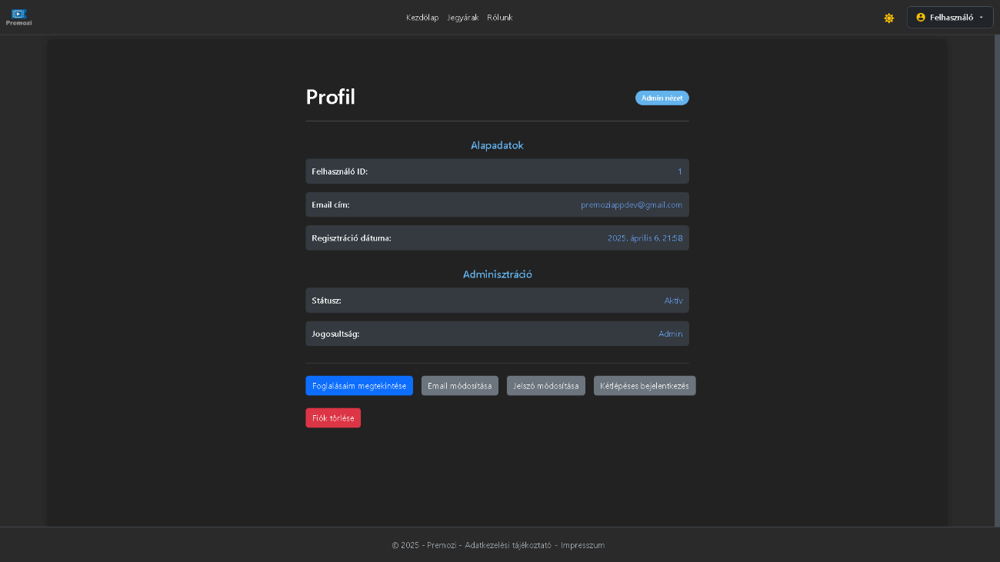 Premozi
Kezdőlap Jegyárak Rólunk
Felhasználó
Profil
Admin nézet
Alapadatok
Felhasználó ID: 1
Email cím: premoziappdev@gmail.com
Regisztráció dátuma: 2025. április 6. 21:58
Adminisztráció
Státusz: Aktív
Jogosultság: Admin
Foglalásaim megtekintése Email módosítása Jelszó módosítása Kétlépéses bejelentkezés
Fiók törlése
© 2025 - Premozi - Adatkezelési tájékoztató - Impresszum